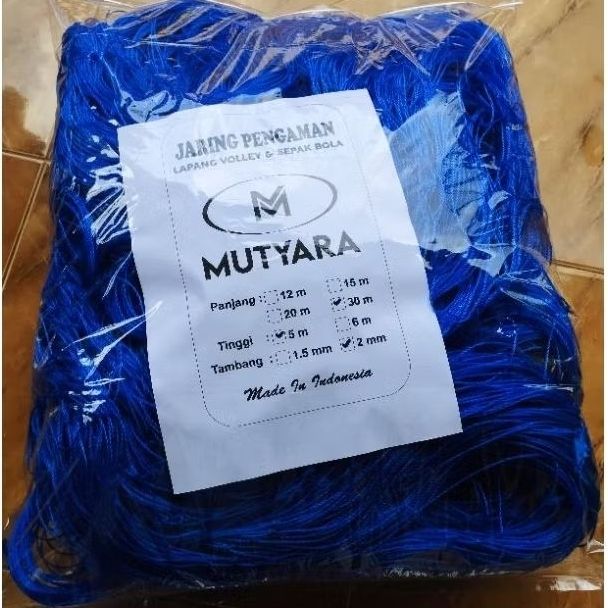 JARING PENGAMAN
LAPANG VOLLEY & SEPAK BOLA
M
MUTYARA
Panjang : 12 m 15 m
20 m ✓ 30 m
Tinggi : ✓ 5 m 6 m
Tambang : 1.5 mm ✓ 2 mm
Made In Indonesia